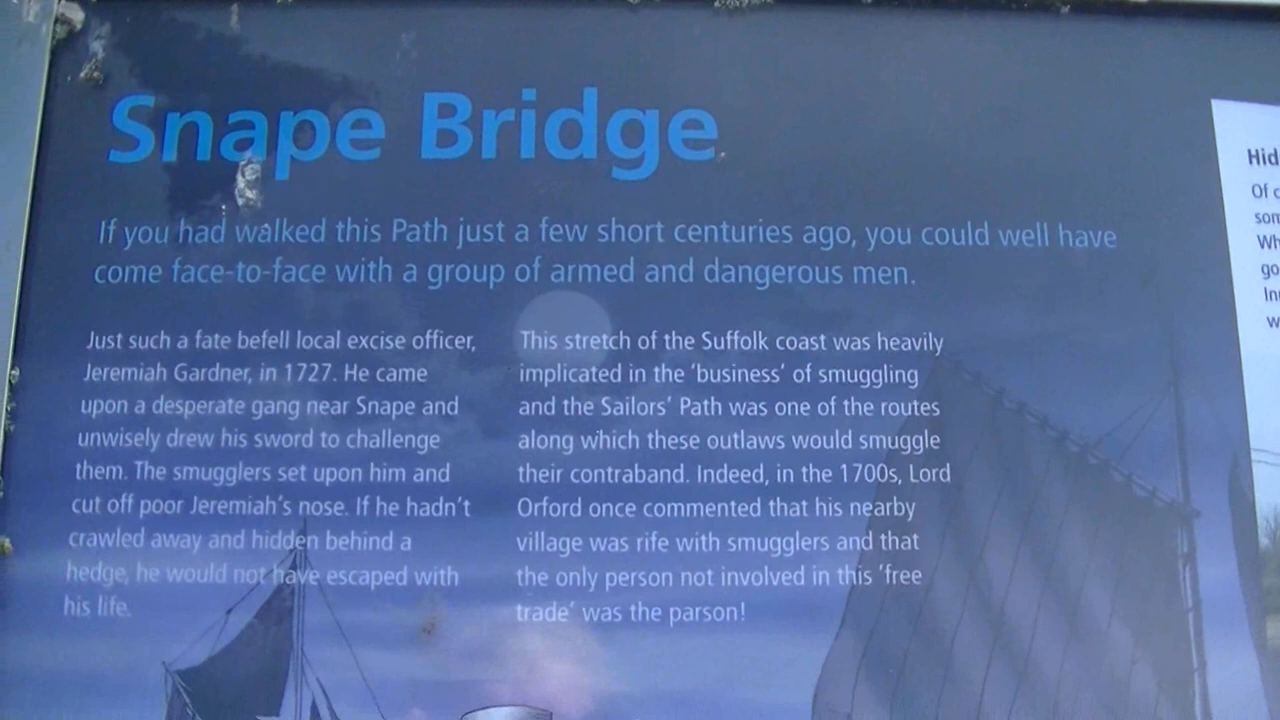 Snape Bridge
If you had walked this Path just a few short centuries ago, you could well have
come face-to-face with a group of armed and dangerous men.
Just such a fate befell local excise officer,
Jeremiah Gardner, in 1727. He came
upon a desperate gang near Snape and
unwisely drew his sword to challenge
them. The smugglers set upon him and
cut off poor Jeremiah's nose. If he hadn't
crawled away and hidden behind a
hedge, he would not have escaped with
his life.
This stretch of the Suffolk coast was heavily
implicated in the 'business' of smuggling
and the Sailors' Path was one of the routes
along which these outlaws would smuggle
their contraband. Indeed, in the 1700s, Lord
Orford once commented that his nearby
village was rife with smugglers and that
the only person not involved in this 'free
trade' was the parson!
Hid
Of c
som
Wh
go
In
w